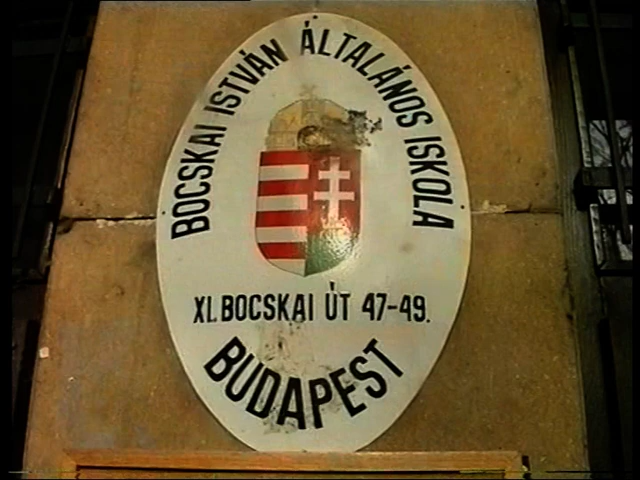 BOCSKAI ISTVÁN ÁLTALÁNOS ISKOLA
XI. BOCSKAI ÚT 47-49.
BUDAPEST